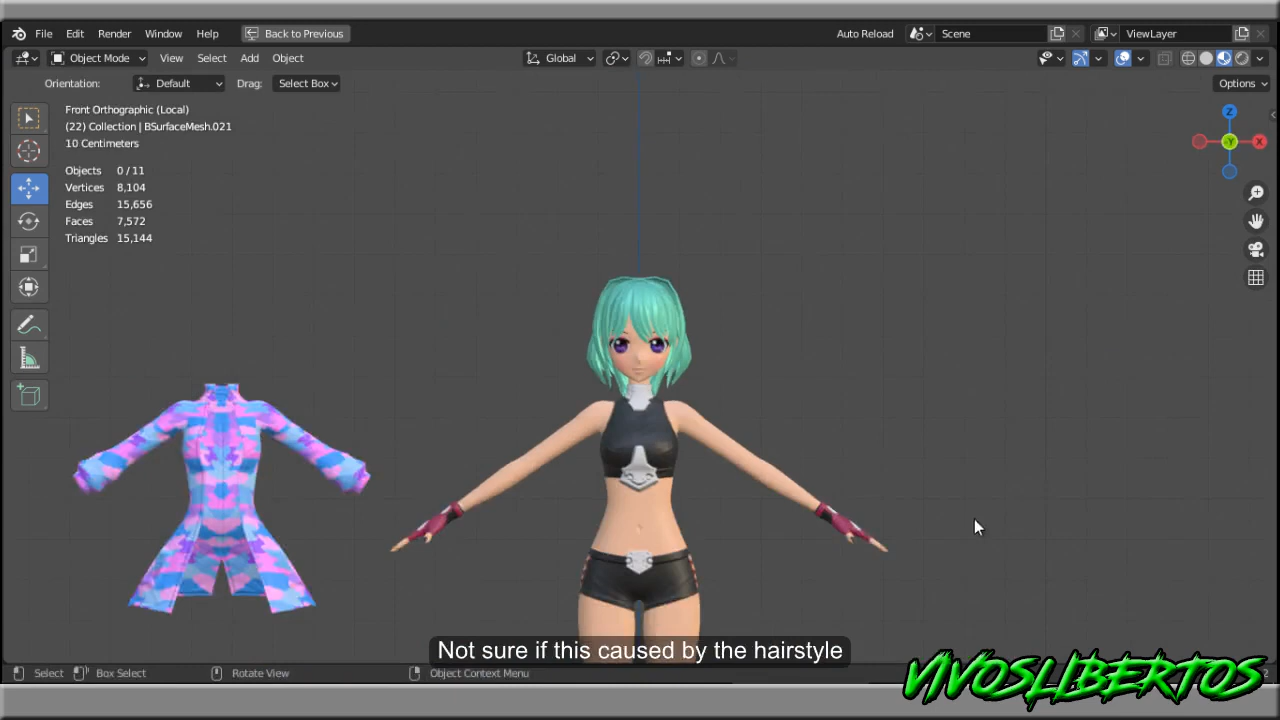 File Edit Render Window Help Back to Previous Auto Reload Scene ViewLayer
Object Mode View Select Add Object Global
Orientation: Default Drag: Select Box Options
Front Orthographic (Local)
(22) Collection | BSurfaceMesh.021
10 Centimeters
Objects 0/11
Vertices 8,104
Edges 15,656
Faces 7,572
Triangles 15,144
Z
-Y
X
Not sure if this caused by the hairstyle
Select Box Select Rotate View Object Context Menu
VIVOSLIBERTOS